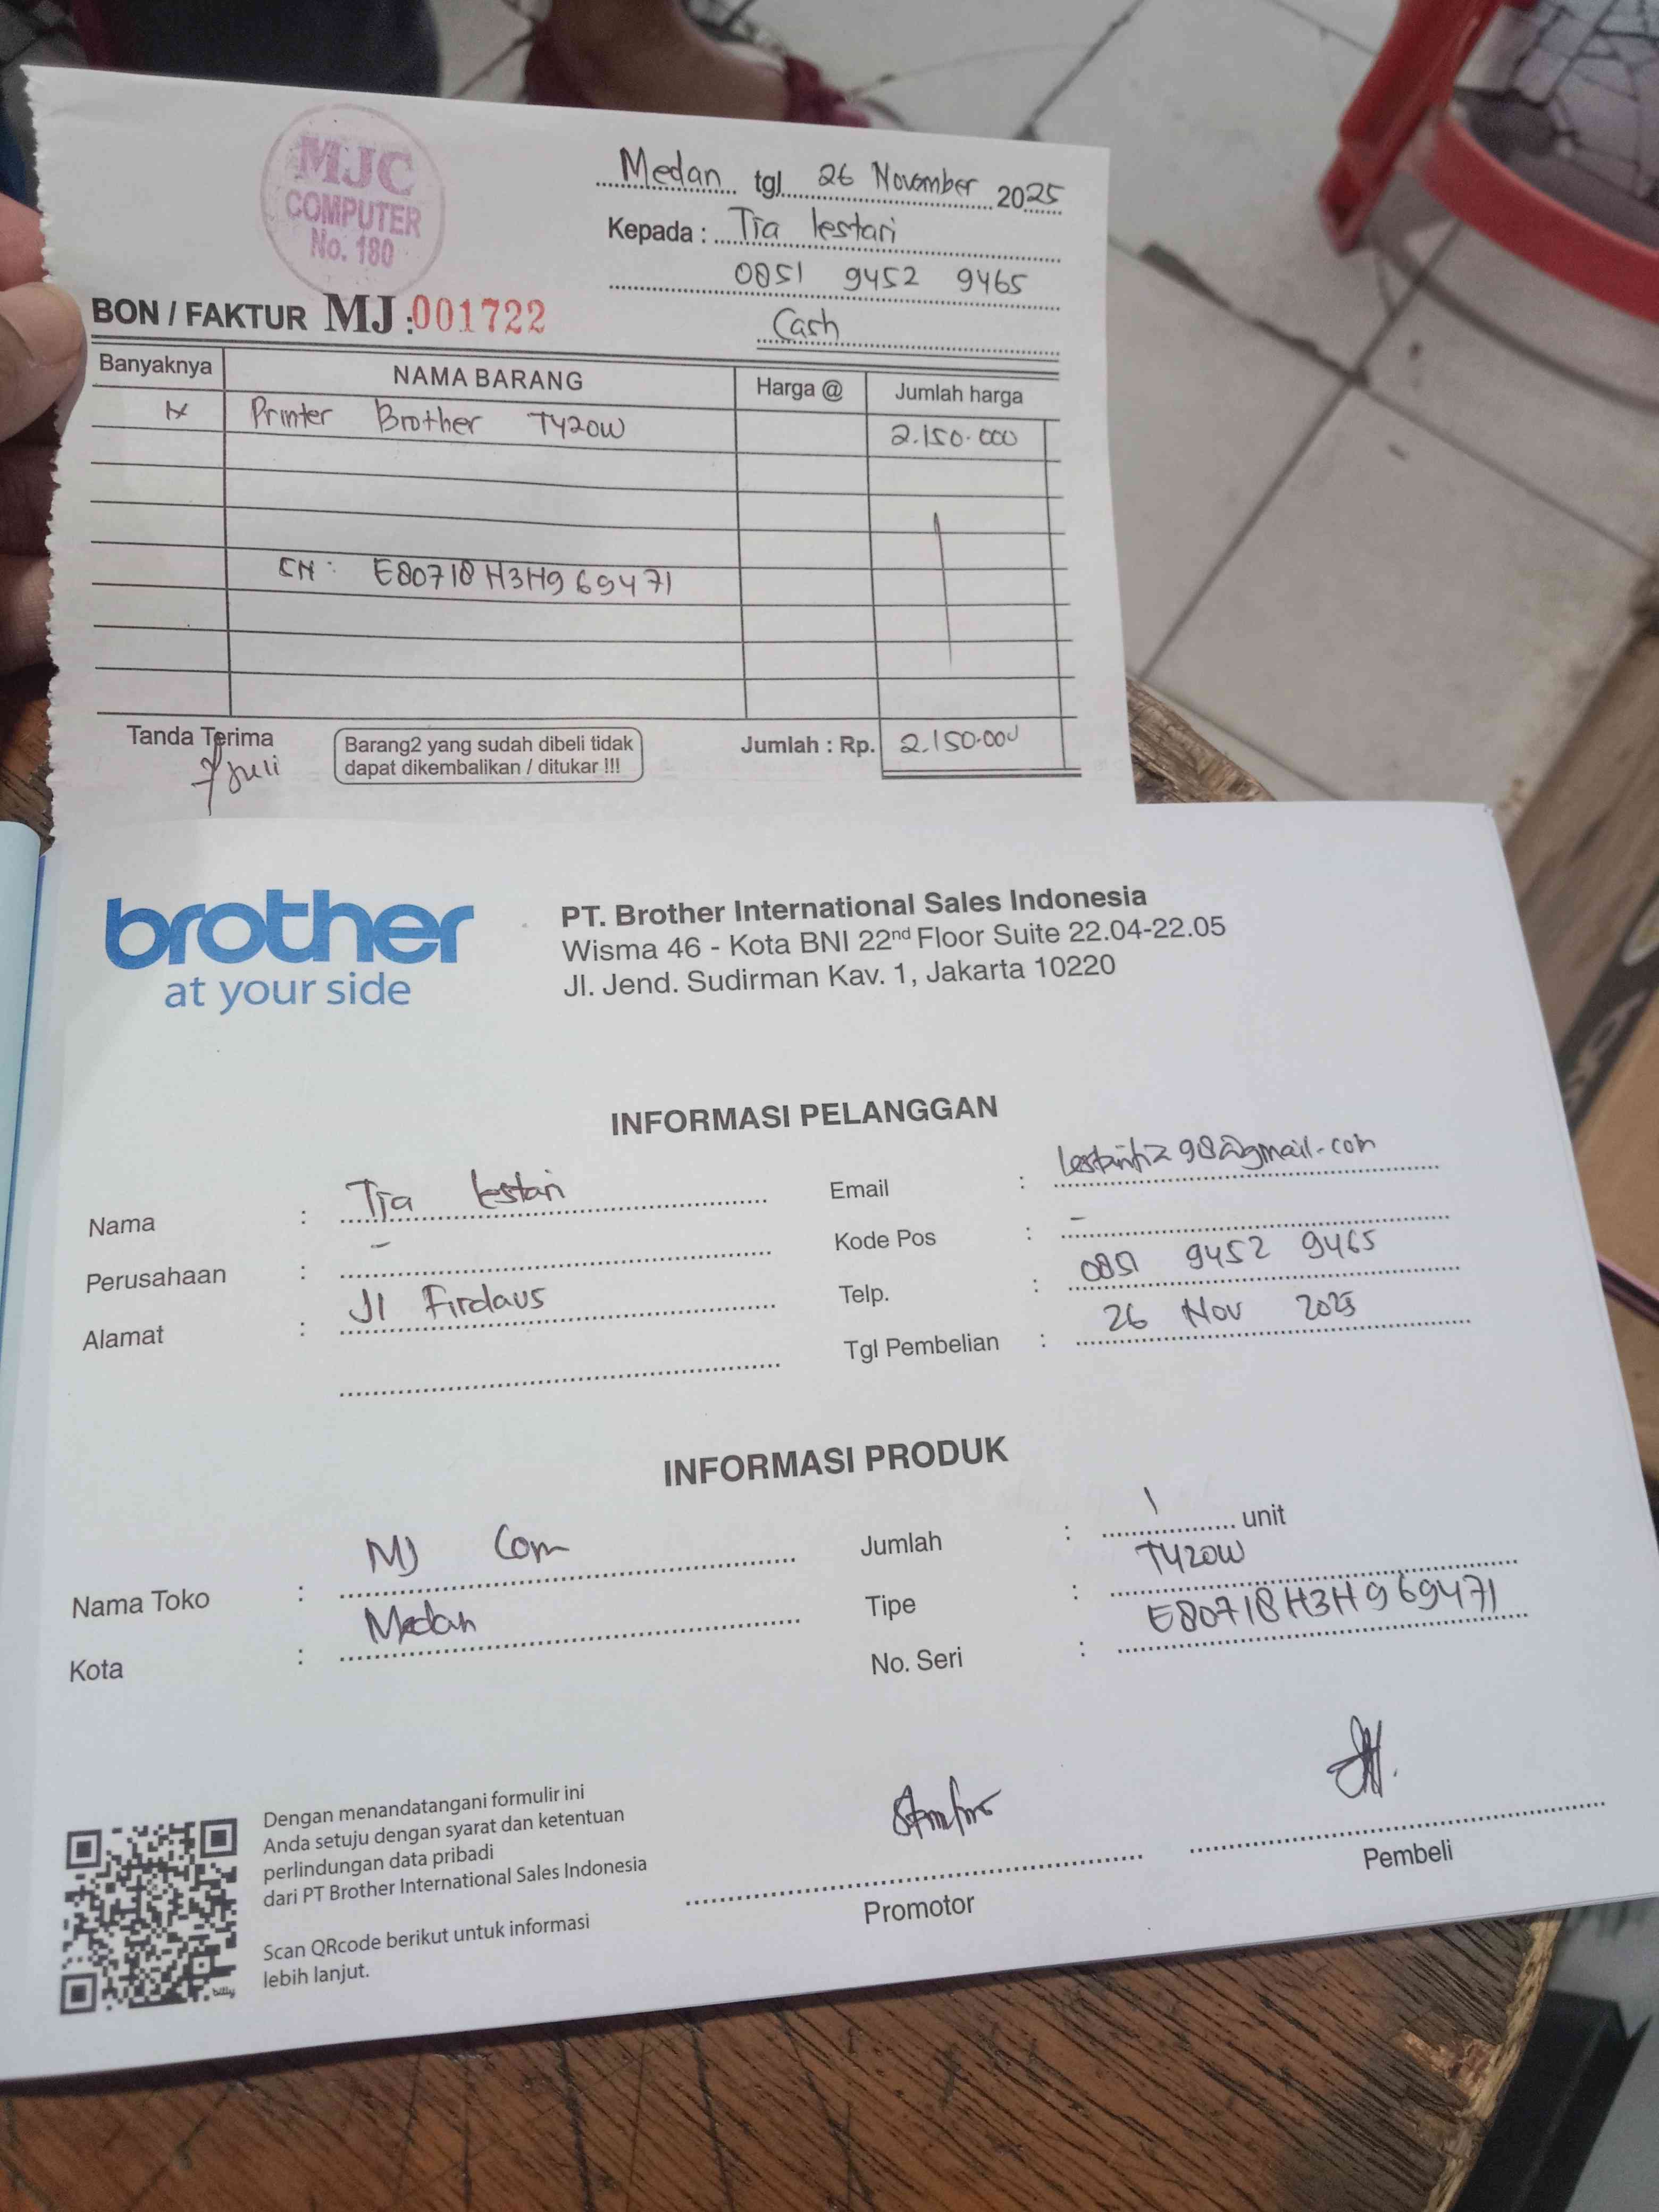 MJC
COMPUTER
No. 180
Medan tgl 26 November 2025
Kepada : Tia lestari
0851 9452 9465
Cash
BON / FAKTUR MJ :001722
Banyaknya NAMA BARANG Harga @ Jumlah harga
1x Printer Brother T420W 2.150.000
SN : E80718H3H969471
Tanda Terima
Juli
Barang2 yang sudah dibeli tidak
dapat dikembalikan / ditukar !!!
Jumlah : Rp. 2.150.000
brother
at your side
PT. Brother International Sales Indonesia
Wisma 46 - Kota BNI 22nd Floor Suite 22.04-22.05
Jl. Jend. Sudirman Kav. 1, Jakarta 10220
INFORMASI PELANGGAN
Nama : Tia lestari
Perusahaan : -
Alamat : Jl Firdaus
Email :
Kode Pos : -
Telp. : 0851 9452 9465
Tgl Pembelian : 26 Nov 2025
INFORMASI PRODUK
Nama Toko : MJ Com
Kota : Medan
Jumlah : 1 unit
Tipe : T420W
No. Seri : E80718H3H969471
Dengan menandatangani formulir ini
Anda setuju dengan syarat dan ketentuan
perlindungan data pribadi
dari PT Brother International Sales Indonesia
Scan QRcode berikut untuk informasi
lebih lanjut.
bitly
Promotor
Pembeli